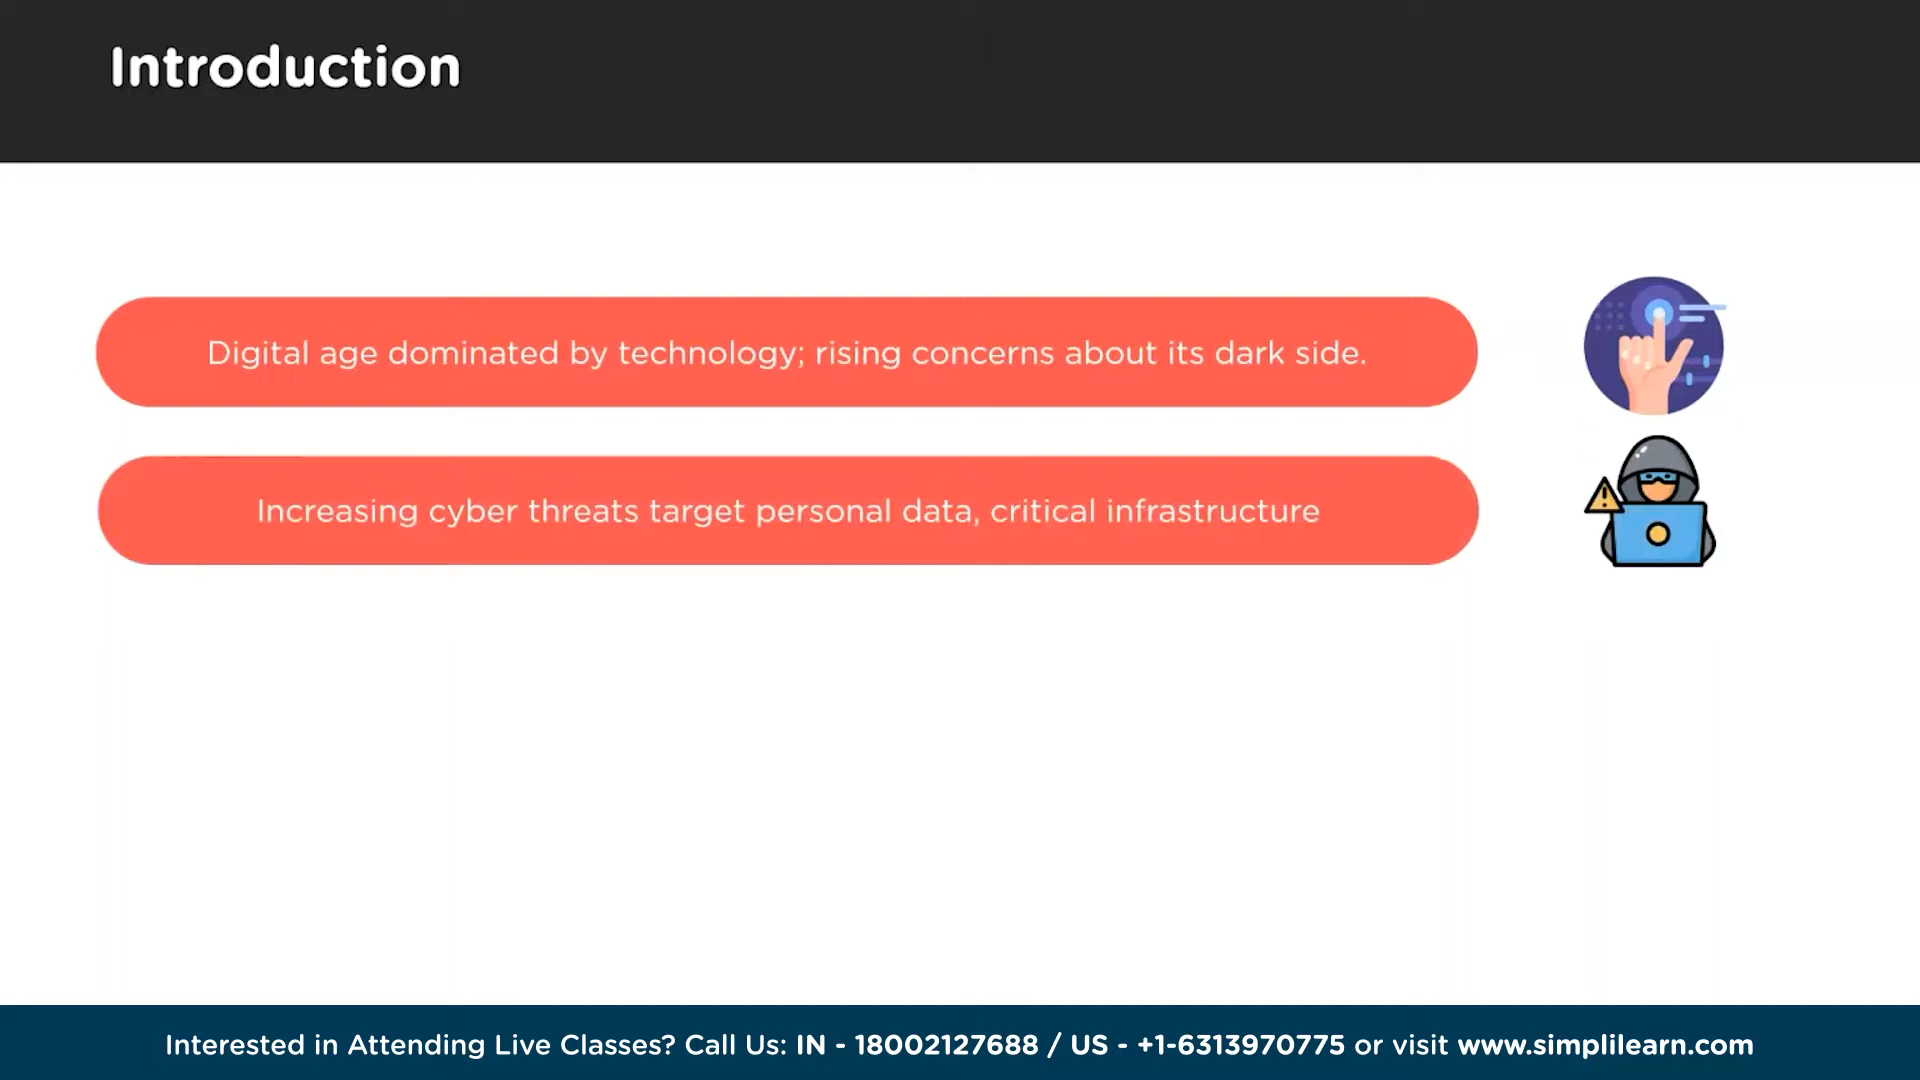 Introduction
Digital age dominated by technology; rising concerns about its dark side.
Increasing cyber threats target personal data, critical infrastructure
Interested in Attending Live Classes? Call Us: IN - 18002127688 / US - +1-6313970775 or visit www.simplilearn.com